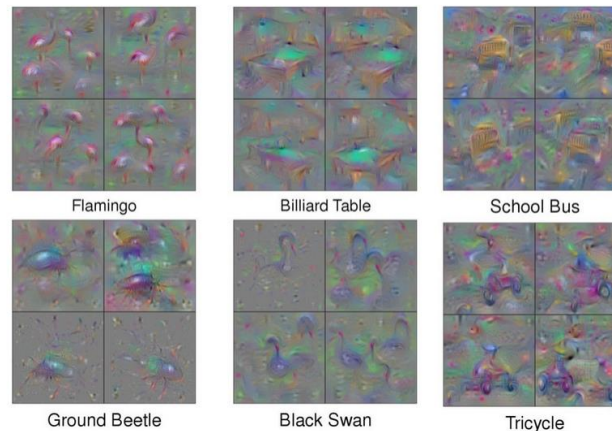 Flamingo
Billiard Table
School Bus
Ground Beetle
Black Swan
Tricycle